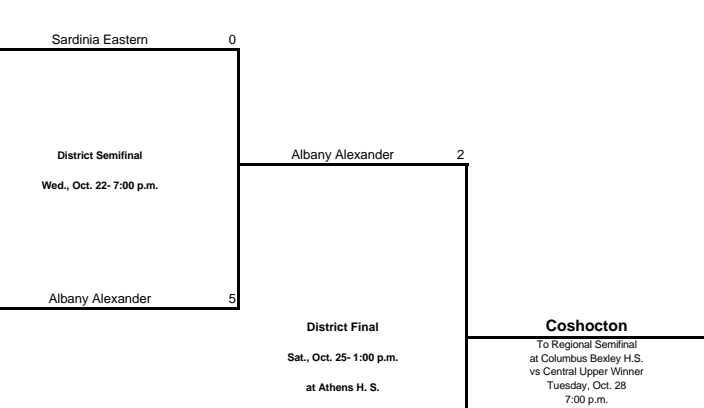 Sardinia Eastern 0
District Semifinal
Albany Alexander 2
Wed., Oct. 22- 7:00 p.m.
Albany Alexander 5
District Final
Coshocton
To Regional Semifinal
Sat., Oct. 25- 1:00 p.m.
at Columbus Bexley H.S.
vs Central Upper Winner
Tuesday, Oct. 28
at Athens H. S.
7:00 p.m.